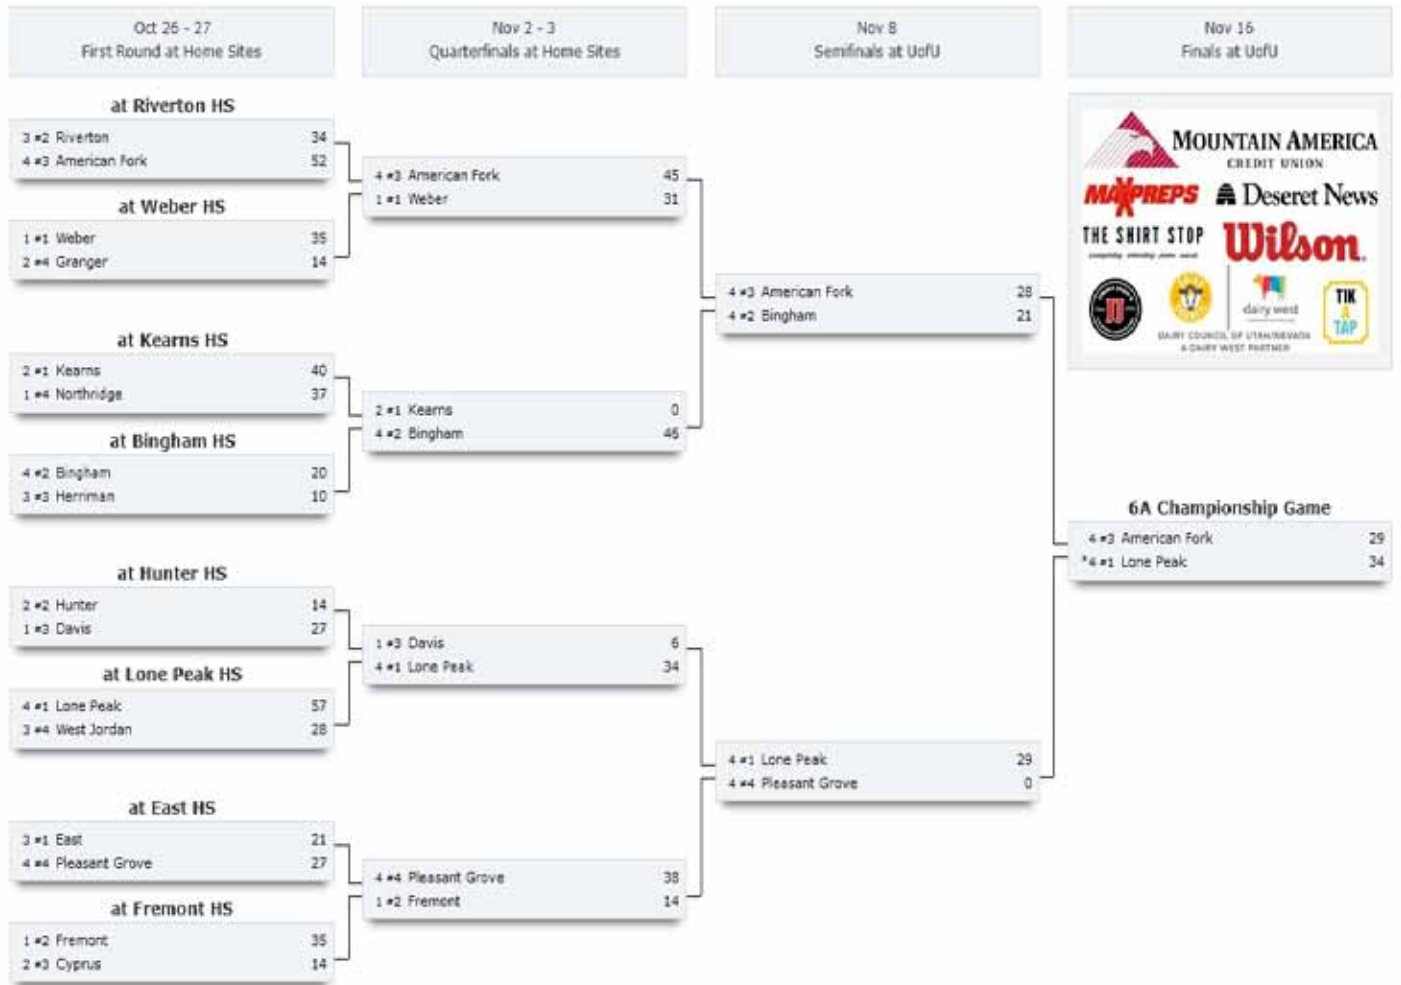 Oct 26 - 27
First Round at Home Sites
Nov 2 - 3
Quarterfinals at Home Sites
Nov 8
Semifinals at UofU
Nov 16
Finals at UofU
at Riverton HS
3 #2 Riverton 34
4 #3 American Fork 52
at Weber HS
1 #1 Weber 35
2 #4 Granger 14
at Kearns HS
2 #1 Kearns 40
1 #4 Northridge 37
at Bingham HS
4 #2 Bingham 20
3 #3 Herriman 10
at Hunter HS
2 #2 Hunter 14
1 #3 Davis 27
at Lone Peak HS
4 #1 Lone Peak 57
3 #4 West Jordan 28
at East HS
3 #1 East 21
4 #4 Pleasant Grove 27
at Fremont HS
1 #2 Fremont 35
2 #3 Cyprus 14
4 #3 American Fork 45
1 #1 Weber 31
2 #1 Kearns 0
4 #2 Bingham 46
1 #3 Davis 6
4 #1 Lone Peak 34
4 #4 Pleasant Grove 38
1 #2 Fremont 14
4 #3 American Fork 28
4 #2 Bingham 21
4 #1 Lone Peak 29
4 #4 Pleasant Grove 0
MOUNTAIN AMERICA
CREDIT UNION
MAXPREPS Deseret News
THE SHIRT STOP Wilson.
dairy west
TIK
A
TAP
DAIRY COUNCIL OF UTAH/NEVADA
A DAIRY WEST PARTNER
6A Championship Game
4 #3 American Fork 29
*4 #1 Lone Peak 34